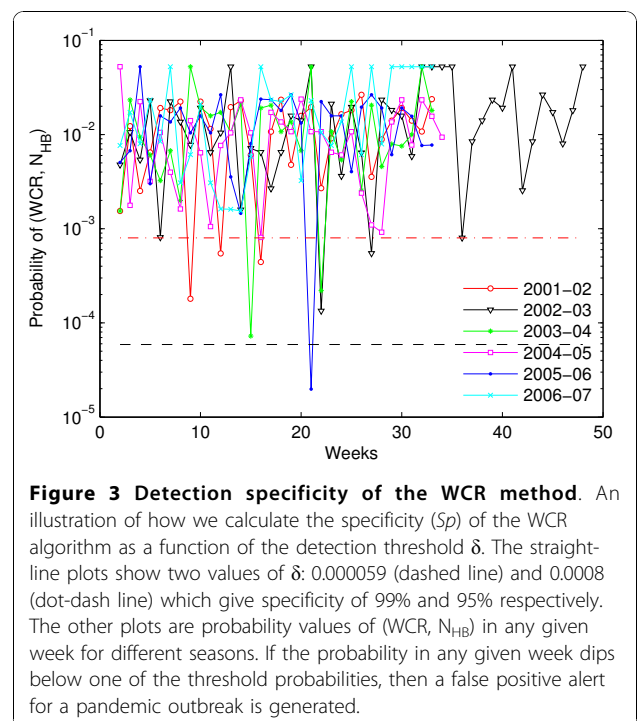 10^-1
10^-2
10^-3
10^-4
10^-5
Probability of (WCR, N_HB)
2001−02
2002−03
2003−04
2004−05
2005−06
2006−07
0 10 20 30 40 50
Weeks
Figure 3 Detection specificity of the WCR method. An
illustration of how we calculate the specificity (Sp) of the WCR
algorithm as a function of the detection threshold δ. The straight-
line plots show two values of δ: 0.000059 (dashed line) and 0.0008
(dot-dash line) which give specificity of 99% and 95% respectively.
The other plots are probability values of (WCR, N_HB) in any given
week for different seasons. If the probability in any given week dips
below one of the threshold probabilities, then a false positive alert
for a pandemic outbreak is generated.